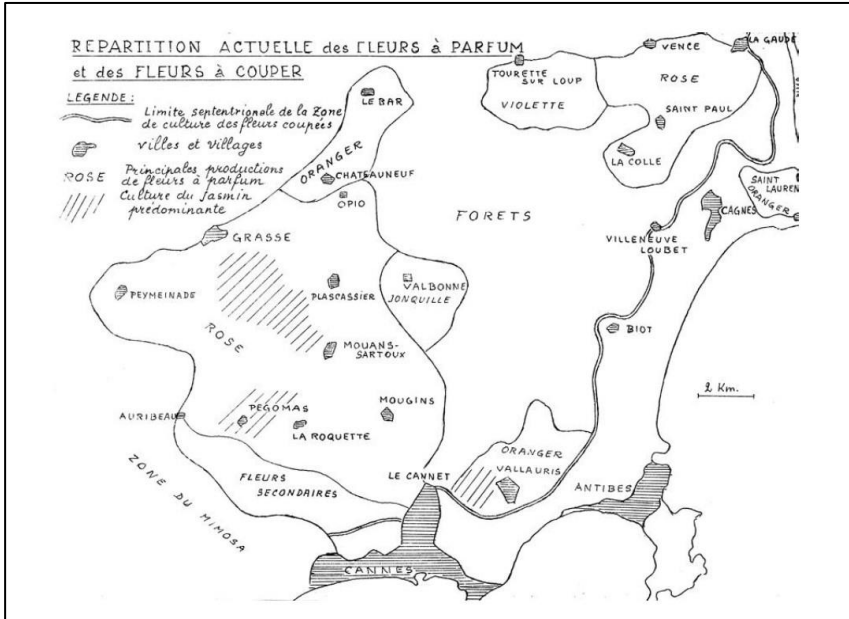 REPARTITION ACTUELLE des FLEURS à PARFUM
et des FLEURS à COUPER
LEGENDE:
Limite septentrionale de la Zone
de culture des fleurs coupées
villes et villages
ROSE
Principales productions
de fleurs à parfum
Culture du Jasmin
prédominante
LE BAR
ORANGER
CHATEAUNEUF
OPIO
GRASSE
PEYMEINADE
PLASCASSIER
VALBONNE
JONQUILLE
ROSE
MOUANS-
SARTOUX
AURIBEAU
PEGOMAS
LA ROQUETTE
MOUGINS
FLEURS
SECONDAIRES
ZONE DU MIMOSA
LE CANNET
CANNES
FORETS
TOURETTE
SUR LOUP
VIOLETTE
VENCE
LA GAUDE
ROSE
SAINT PAUL
LA COLLE
SAINT
LAUREN
ORANGER
CAGNES
VILLENEUVE
LOUBET
BIOT
2 Km.
ORANGER
VALLAURIS
ANTIBES